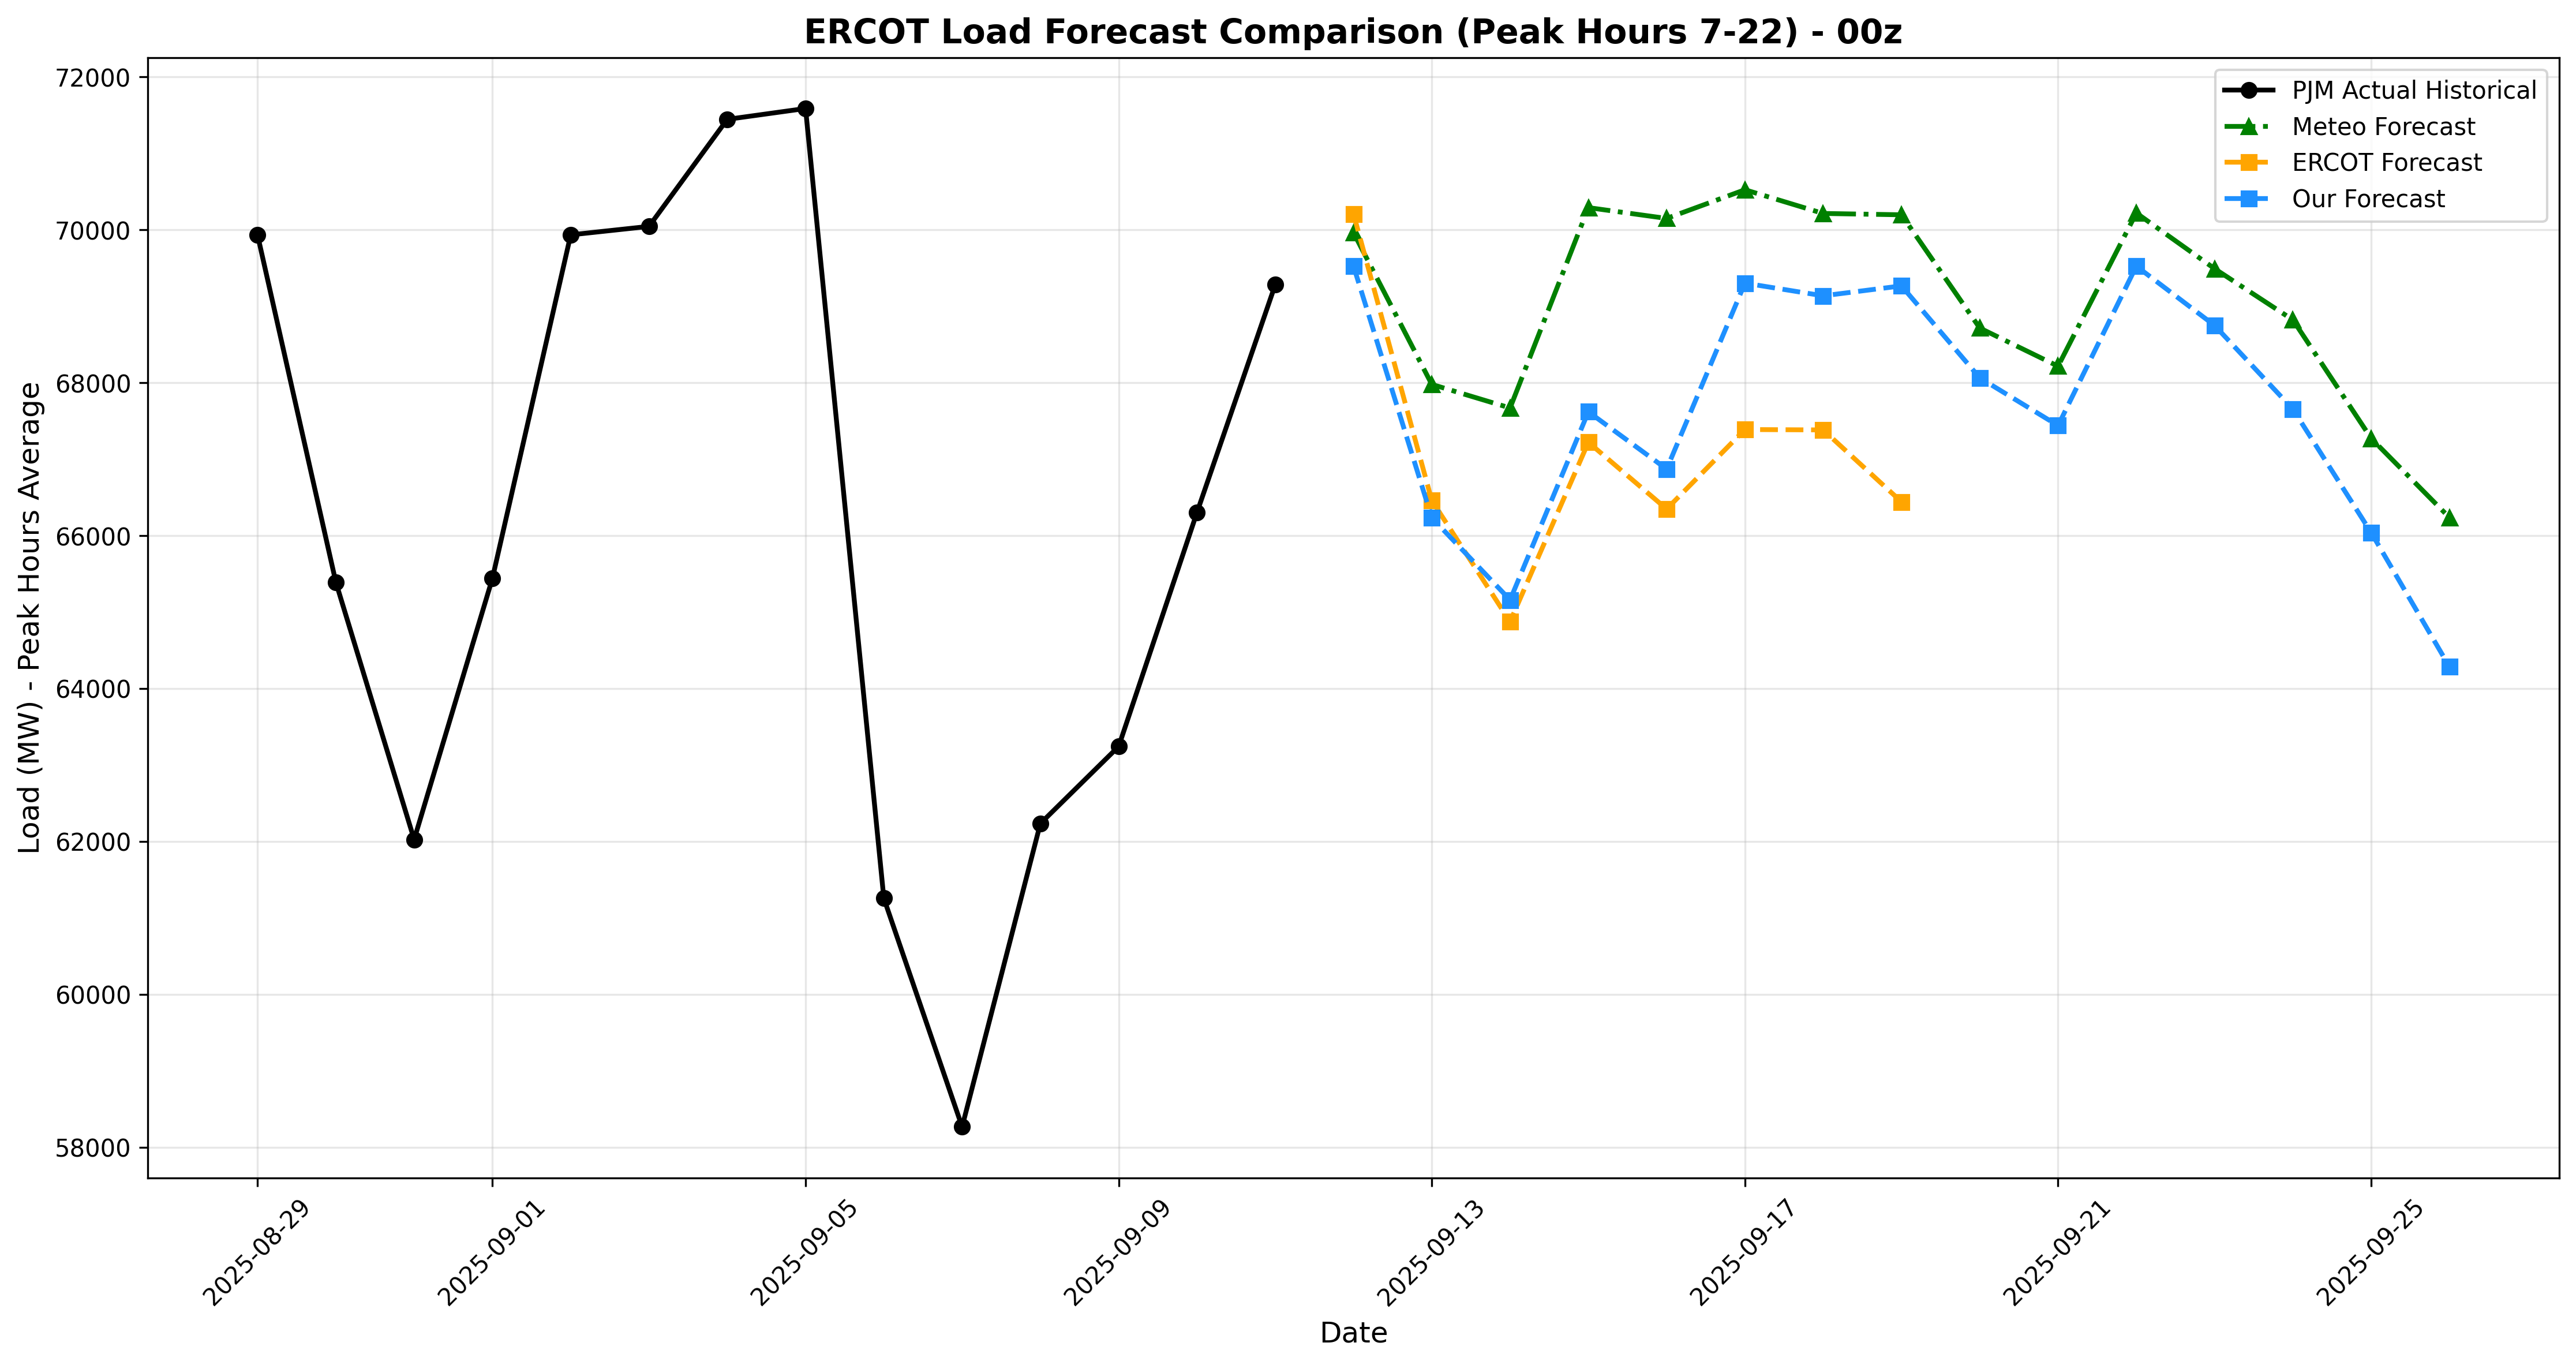 ERCOT Load Forecast Comparison (Peak Hours 7-22) - 00z
PJM Actual Historical
Meteo Forecast
ERCOT Forecast
Our Forecast
Load (MW) - Peak Hours Average
72000
70000
68000
66000
64000
62000
60000
58000
2025-08-29
2025-09-01
2025-09-05
2025-09-09
2025-09-13
2025-09-17
2025-09-21
2025-09-25
Date